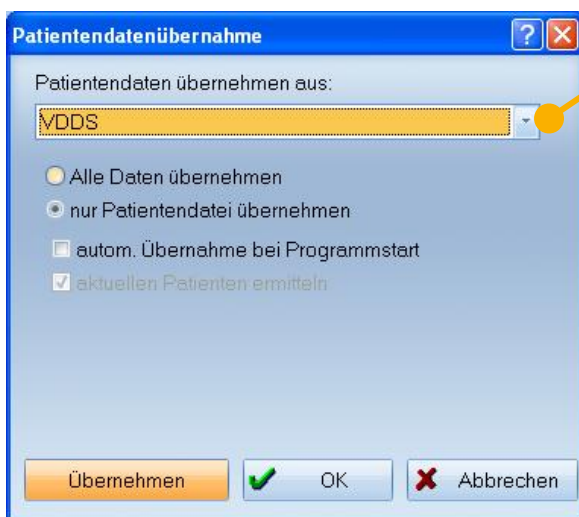 Patientendatenübernahme
Patientendaten übernehmen aus:
VDDS
Alle Daten übernehmen
nur Patientendatei übernehmen
autom. Übernahme bei Programmstart
aktuellen Patienten ermitteln
Übernehmen
OK
Abbrechen